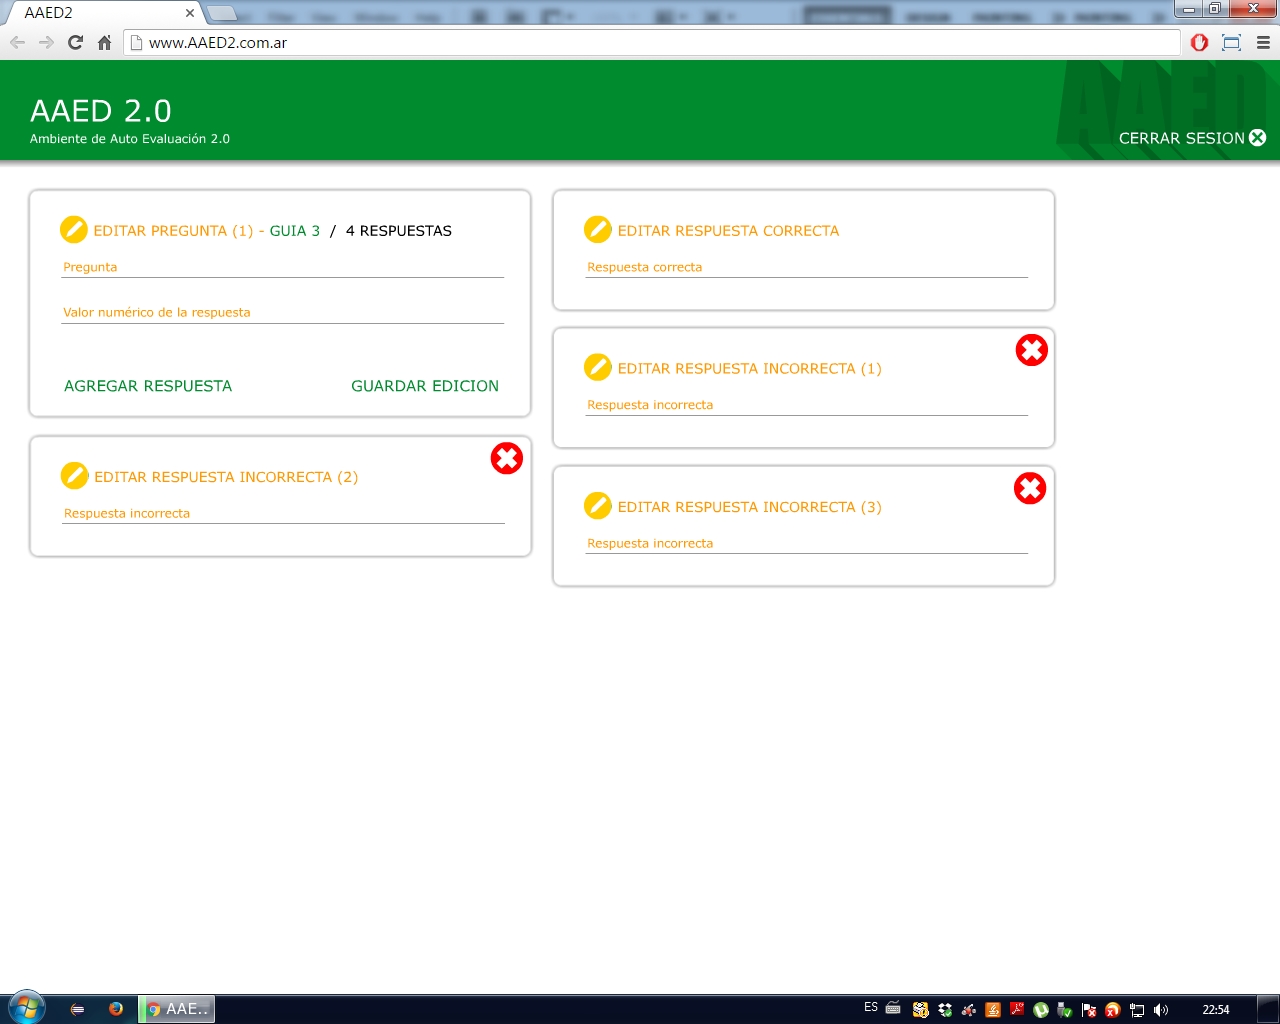 AAED2
www.AAED2.com.ar
AAED
AAED 2.0
Ambiente de Auto Evaluación 2.0
CERRAR SESION
EDITAR PREGUNTA (1) - GUIA 3 / 4 RESPUESTAS
Pregunta
Valor numérico de la respuesta
AGREGAR RESPUESTA
GUARDAR EDICION
EDITAR RESPUESTA CORRECTA
Respuesta correcta
EDITAR RESPUESTA INCORRECTA (1)
Respuesta incorrecta
EDITAR RESPUESTA INCORRECTA (2)
Respuesta incorrecta
EDITAR RESPUESTA INCORRECTA (3)
Respuesta incorrecta
AAE..
ES
22:54